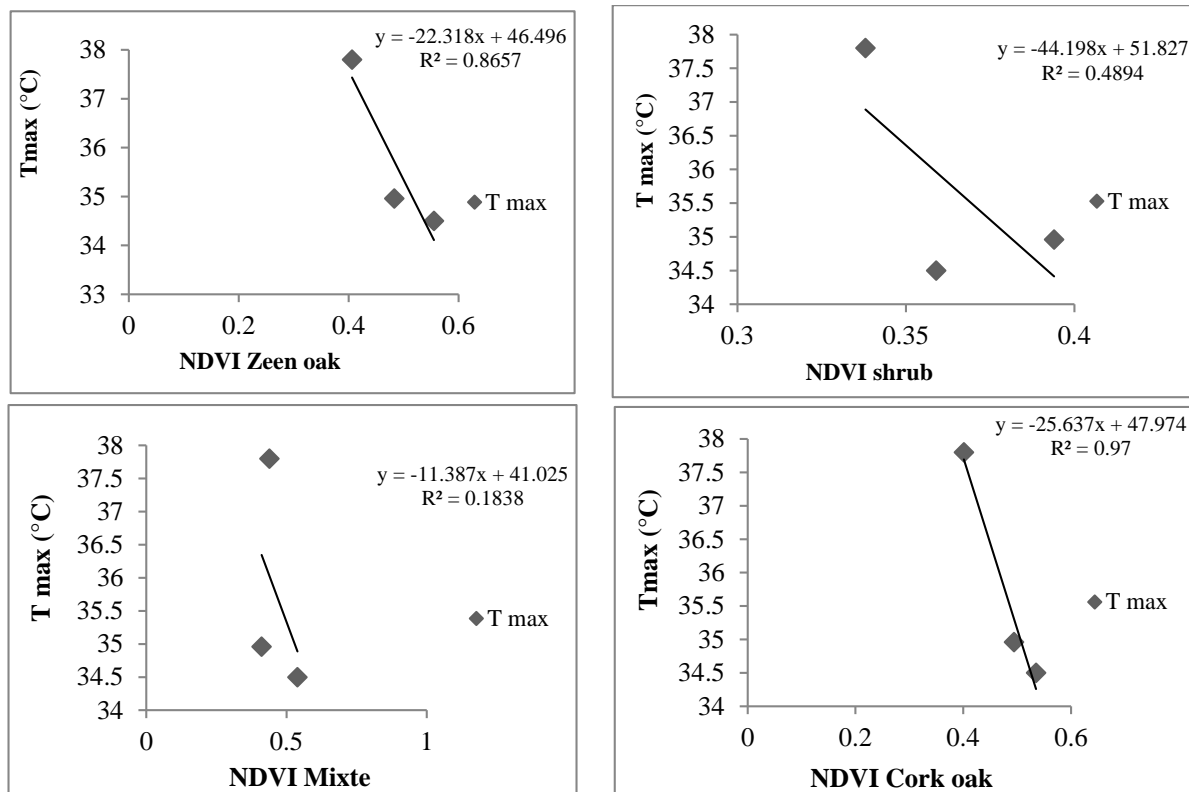 y = -22.318x + 46.496
R² = 0.8657
Tmax (°C)
38
37
36
35
34
33
0 0.2 0.4 0.6
NDVI Zeen oak
T max
y = -44.198x + 51.827
R² = 0.4894
T max (°C)
38
37.5
37
36.5
36
35.5
35
34.5
34
0.3 0.35 0.4
NDVI shrub
T max
y = -11.387x + 41.025
R² = 0.1838
T max (°C)
38
37.5
37
36.5
36
35.5
35
34.5
34
0 0.5 1
NDVI Mixte
T max
y = -25.637x + 47.974
R² = 0.97
Tmax (°C)
38
37.5
37
36.5
36
35.5
35
34.5
34
0 0.2 0.4 0.6
NDVI Cork oak
T max